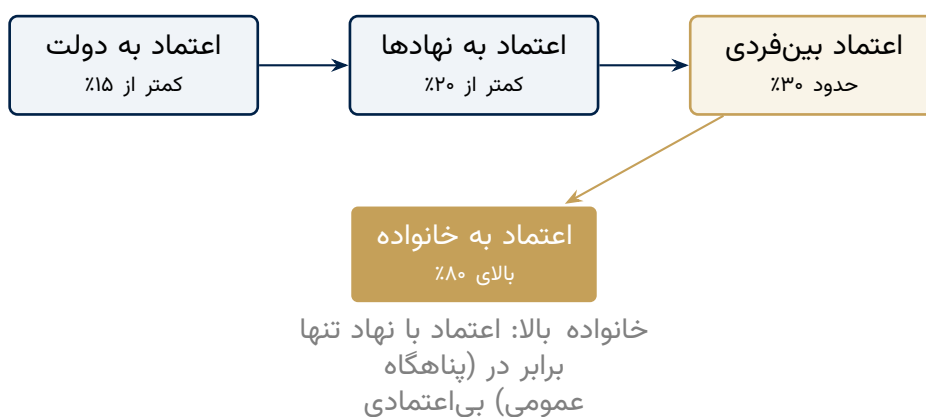 اعتماد به دولت
کمتر از ۱۵٪
اعتماد به نهادها
کمتر از ۲۰٪
اعتماد بین‌فردی
حدود ۳۰٪
اعتماد به خانواده
بالای ۸۰٪
خانواده بالا: اعتماد با نهاد تنها
برابر در (پناهگاه
عمومی) بی‌اعتمادی